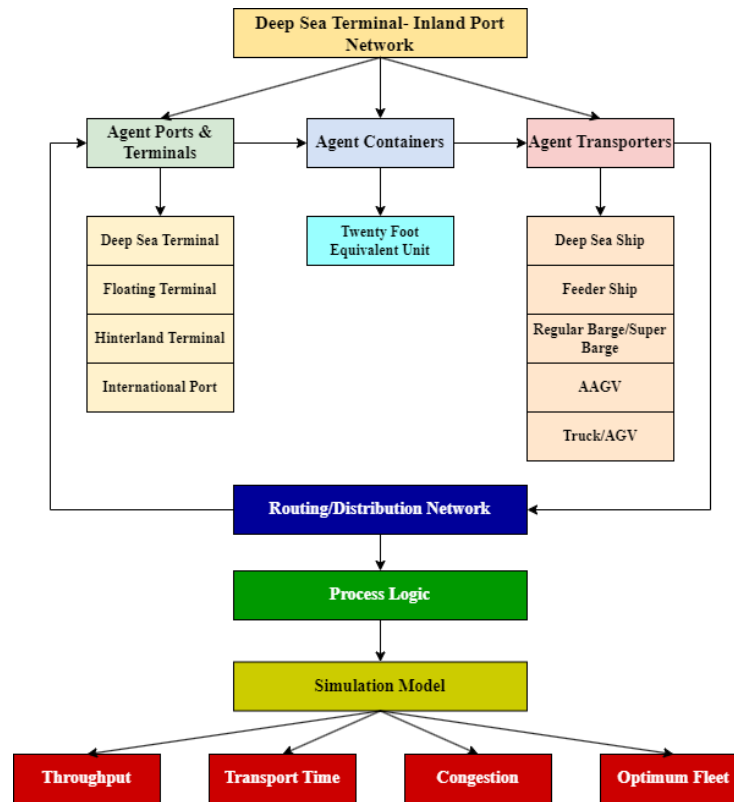 Deep Sea Terminal- Inland Port
Network
Agent Ports &
Terminals
Agent Containers
Agent Transporters
Deep Sea Terminal
Floating Terminal
Hinterland Terminal
International Port
Twenty Foot
Equivalent Unit
Deep Sea Ship
Feeder Ship
Regular Barge/Super
Barge
AAGV
Truck/AGV
Routing/Distribution Network
Process Logic
Simulation Model
Throughput
Transport Time
Congestion
Optimum Fleet